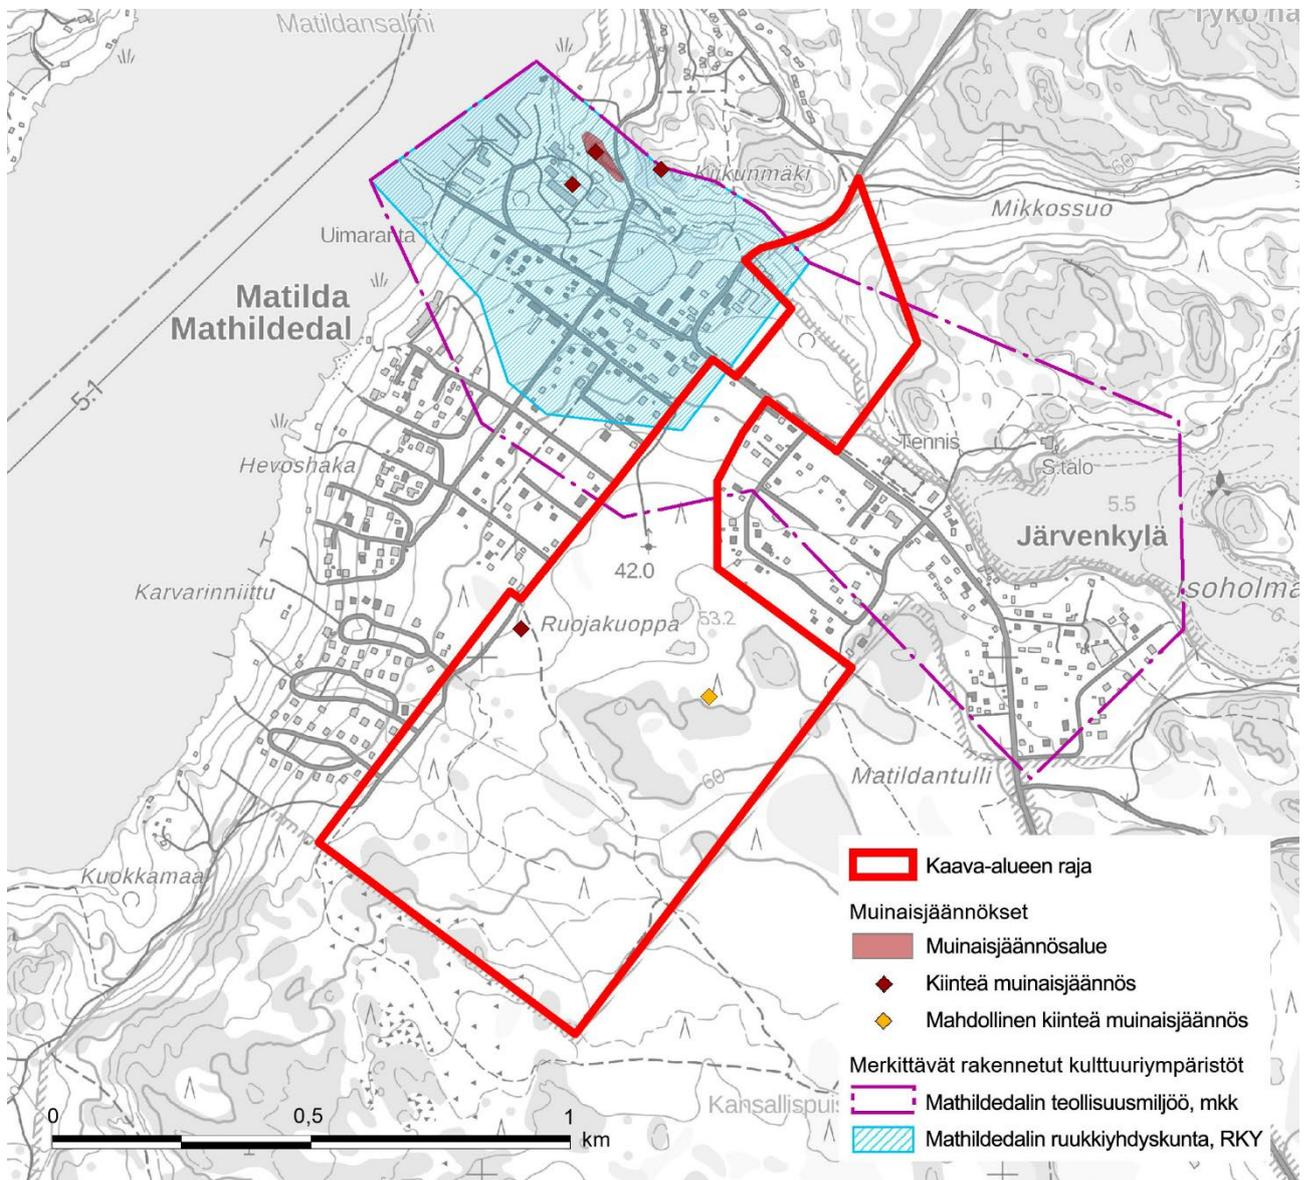 Matildansalmi
Kiikunmäki
Mikkossuo
60
Uimaranta
Matilda
Mathildedal
5.1
Tennis
S.talo
Hevoshaka
5.5
Järvenkylä
42.0
Karvarinniittu
Ruojakuoppa
53.2
6
60
Matildantulli
Kuokkamaa
Kaava-alueen raja
Muinaisjäännökset
Muinaisjäännösalue
Kiinteä muinaisjäännös
Mahdollinen kiinteä muinaisjäännös
Merkittävät rakennetut kulttuuriympäristöt
Mathildedalin teollisuusmiljöö, mkk
Mathildedalin ruukkiyhdyskunta, RKY
Kansallispuis
0 0,5 1
km